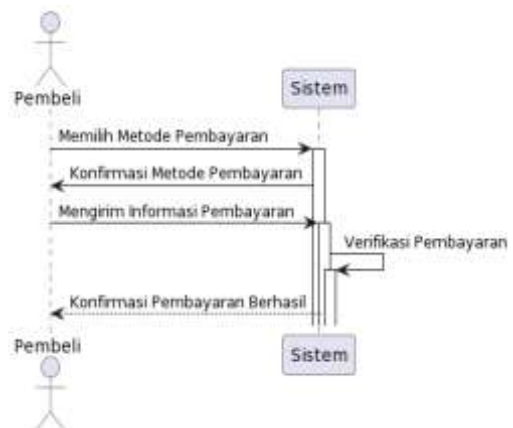 Pembeli
Sistem
Memilih Metode Pembayaran
Konfirmasi Metode Pembayaran
Mengirim Informasi Pembayaran
Verifikasi Pembayaran
Konfirmasi Pembayaran Berhasil
Pembeli
Sistem